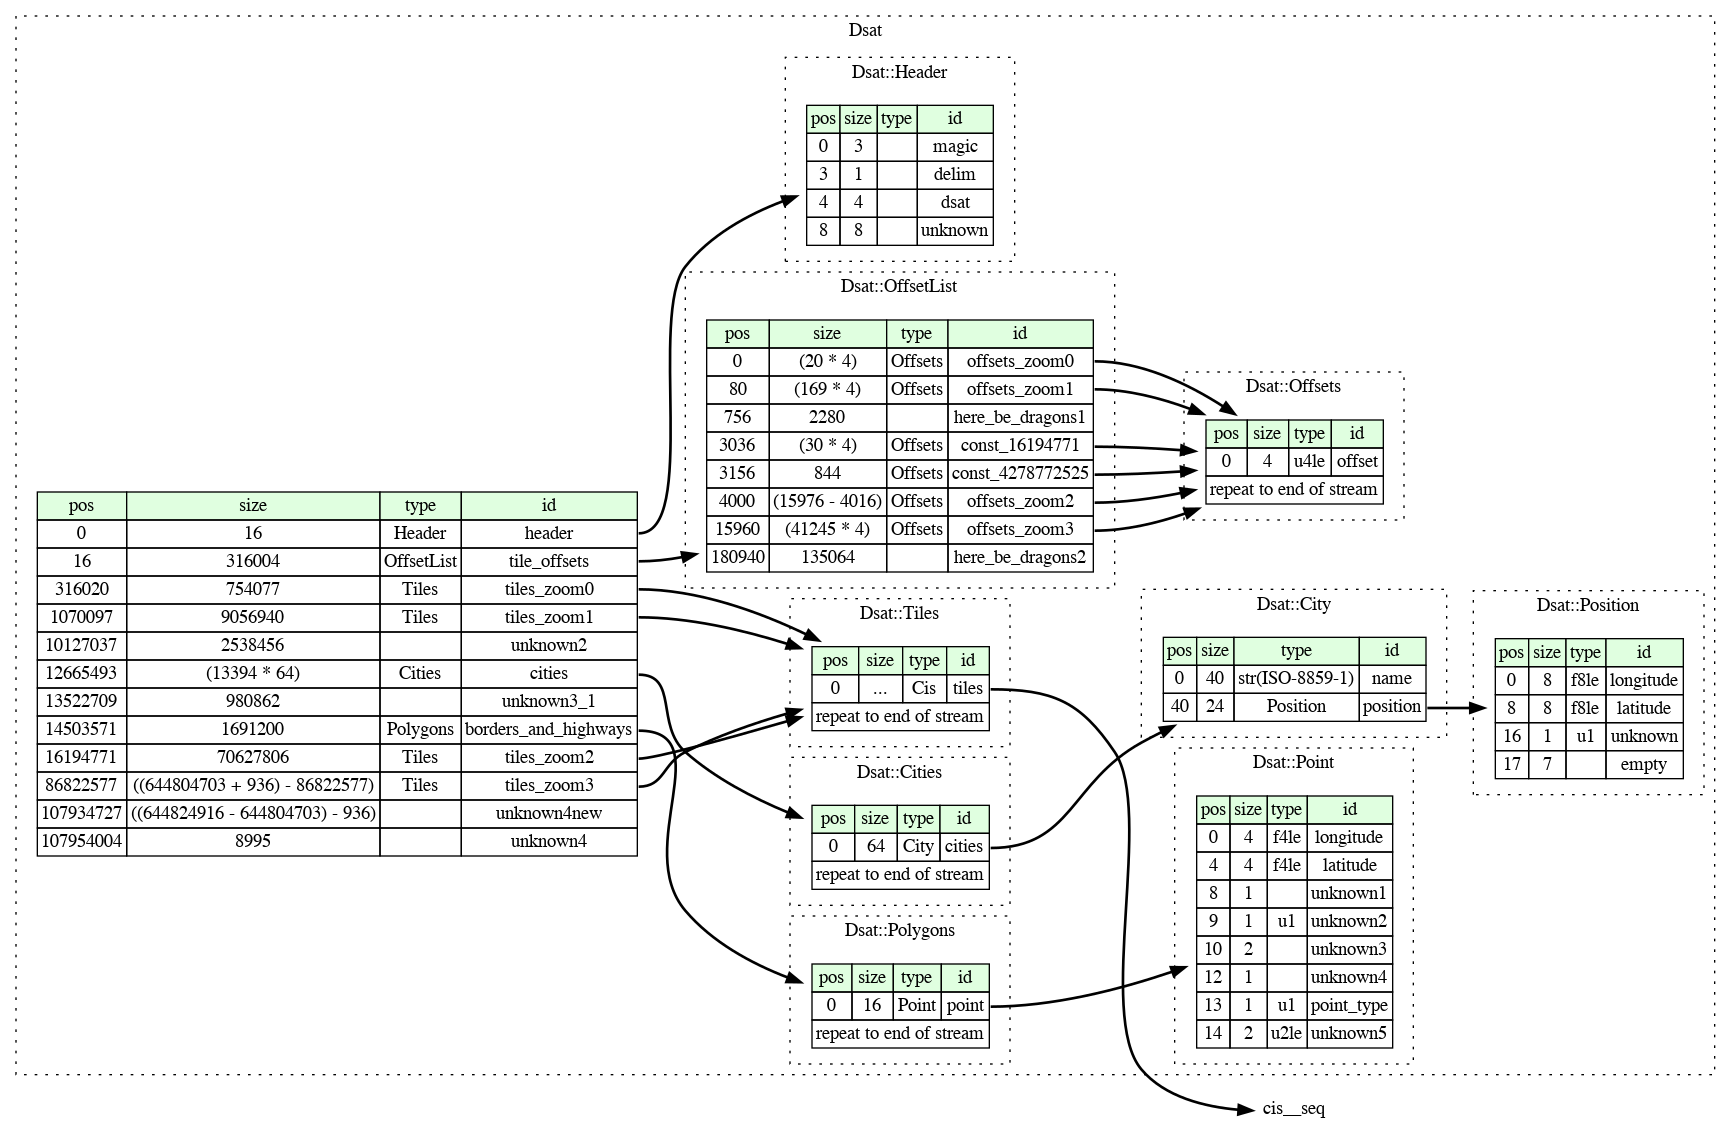 Dsat
Dsat::Header
pos size type id
0 3 magic
3 1 delim
4 4 dsat
8 8 unknown
Dsat::OffsetList
pos size type id
0 (20 * 4) Offsets offsets_zoom0
80 (169 * 4) Offsets offsets_zoom1
756 2280 here_be_dragons1
3036 (30 * 4) Offsets const_16194771
3156 844 Offsets const_4278772525
4000 (15976 - 4016) Offsets offsets_zoom2
15960 (41245 * 4) Offsets offsets_zoom3
180940 135064 here_be_dragons2
Dsat::Offsets
pos size type id
0 4 u4le offset
repeat to end of stream
pos size type id
0 16 Header header
16 316004 OffsetList tile_offsets
316020 754077 Tiles tiles_zoom0
1070097 9056940 Tiles tiles_zoom1
10127037 2538456 unknown2
12665493 (13394 * 64) Cities cities
13522709 980862 unknown3_1
14503571 1691200 Polygons borders_and_highways
16194771 70627806 Tiles tiles_zoom2
86822577 ((644804703 + 936) - 86822577) Tiles tiles_zoom3
107934727 ((644824916 - 644804703) - 936) unknown4new
107954004 8995 unknown4
Dsat::Tiles
pos size type id
0 ... Cis tiles
repeat to end of stream
Dsat::City
pos size type id
0 40 str(ISO-8859-1) name
40 24 Position position
Dsat::Position
pos size type id
0 8 f8le longitude
8 8 f8le latitude
16 1 u1 unknown
17 7 empty
Dsat::Cities
pos size type id
0 64 City cities
repeat to end of stream
Dsat::Point
pos size type id
0 4 f4le longitude
4 4 f4le latitude
8 1 unknown1
9 1 u1 unknown2
10 2 unknown3
12 1 unknown4
13 1 u1 point_type
14 2 u2le unknown5
Dsat::Polygons
pos size type id
0 16 Point point
repeat to end of stream
cis__seq